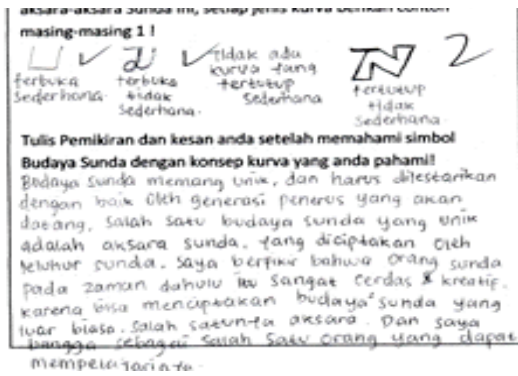 aksara-aksara Sunda ini, setiap jenis kurva berikan contoh
masing-masing 1 !
tidak ada
kurva yang
tertutup
Sederhana
2
terbuka
Sederhana.
terbuka
tidak
Sederhana.
tertutup
tidak
Sederhana
Tulis Pemikiran dan kesan anda setelah memahami simbol
Budaya Sunda dengan konsep kurva yang anda pahami!
Budaya Sunda memang unik, dan harus dilestarikan
dengan baik oleh generasi penerus yang akan
datang, salah satu budaya sunda yang unik
adalah aksara sunda. yang diciptakan oleh
leluhur sunda. saya berpikir bahwa orang sunda
pada zaman dahulu sangat cerdas & kreatif.
karena bisa menciptakan budaya² sunda yang
luar biasa. salah satunya aksara. Dan saya
bangga sebagai salah satu orang yang dapat
mempelajarinya.